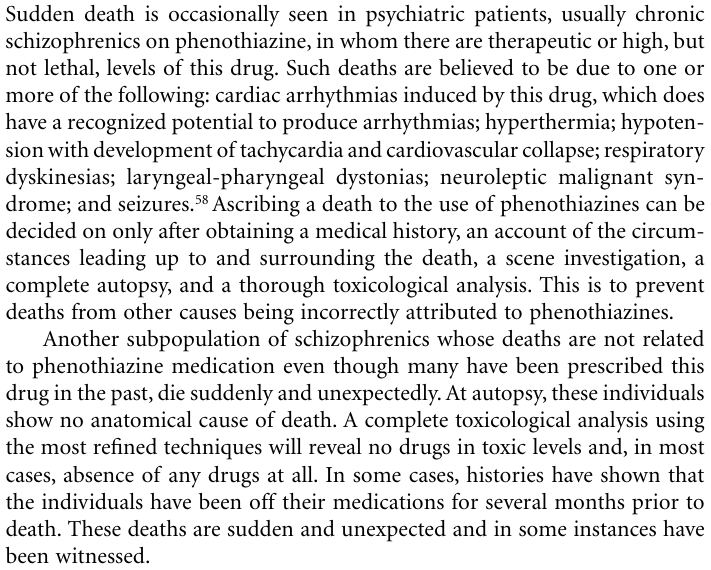 Sudden death is occasionally seen in psychiatric patients, usually chronic
schizophrenics on phenothiazine, in whom there are therapeutic or high, but
not lethal, levels of this drug. Such deaths are believed to be due to one or
more of the following: cardiac arrhythmias induced by this drug, which does
have a recognized potential to produce arrhythmias; hyperthermia; hypoten-
sion with development of tachycardia and cardiovascular collapse; respiratory
dyskinesias; laryngeal-pharyngeal dystonias; neuroleptic malignant syn-
drome; and seizures.58 Ascribing a death to the use of phenothiazines can be
decided on only after obtaining a medical history, an account of the circum-
stances leading up to and surrounding the death, a scene investigation, a
complete autopsy, and a thorough toxicological analysis. This is to prevent
deaths from other causes being incorrectly attributed to phenothiazines.
Another subpopulation of schizophrenics whose deaths are not related
to phenothiazine medication even though many have been prescribed this
drug in the past, die suddenly and unexpectedly. At autopsy, these individuals
show no anatomical cause of death. A complete toxicological analysis using
the most refined techniques will reveal no drugs in toxic levels and, in most
cases, absence of any drugs at all. In some cases, histories have shown that
the individuals have been off their medications for several months prior to
death. These deaths are sudden and unexpected and in some instances have
been witnessed.